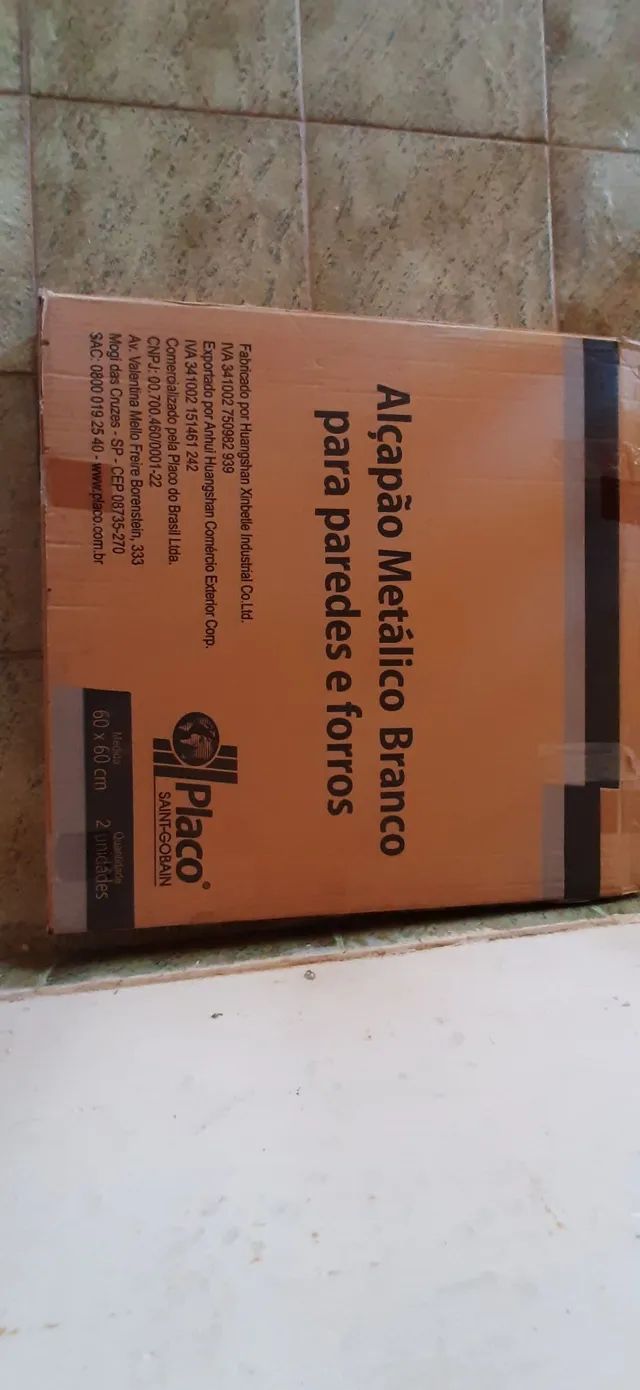 Alçapão Metálico Branco
para paredes e forros
Fabricado por Huangshan Xinbetle Industrial Co.Ltd.
IVA 341002 750982 939
Exportado por Anhui Huangshan Comércio Exterior Corp.
IVA 341002 151461 242
Comercializado pela Placo do Brasil Ltda.
CNPJ: 00.700.460/0001-22
Av. Valentina Mello Freire Borenstein, 333
Mogi das Cruzes - SP - CEP 08735-270
SAC: 0800 019 25 40 - www.placo.com.br
Placo®
SAINT-GOBAIN
Medida Quantidade
60 x 60 cm 2 unidades